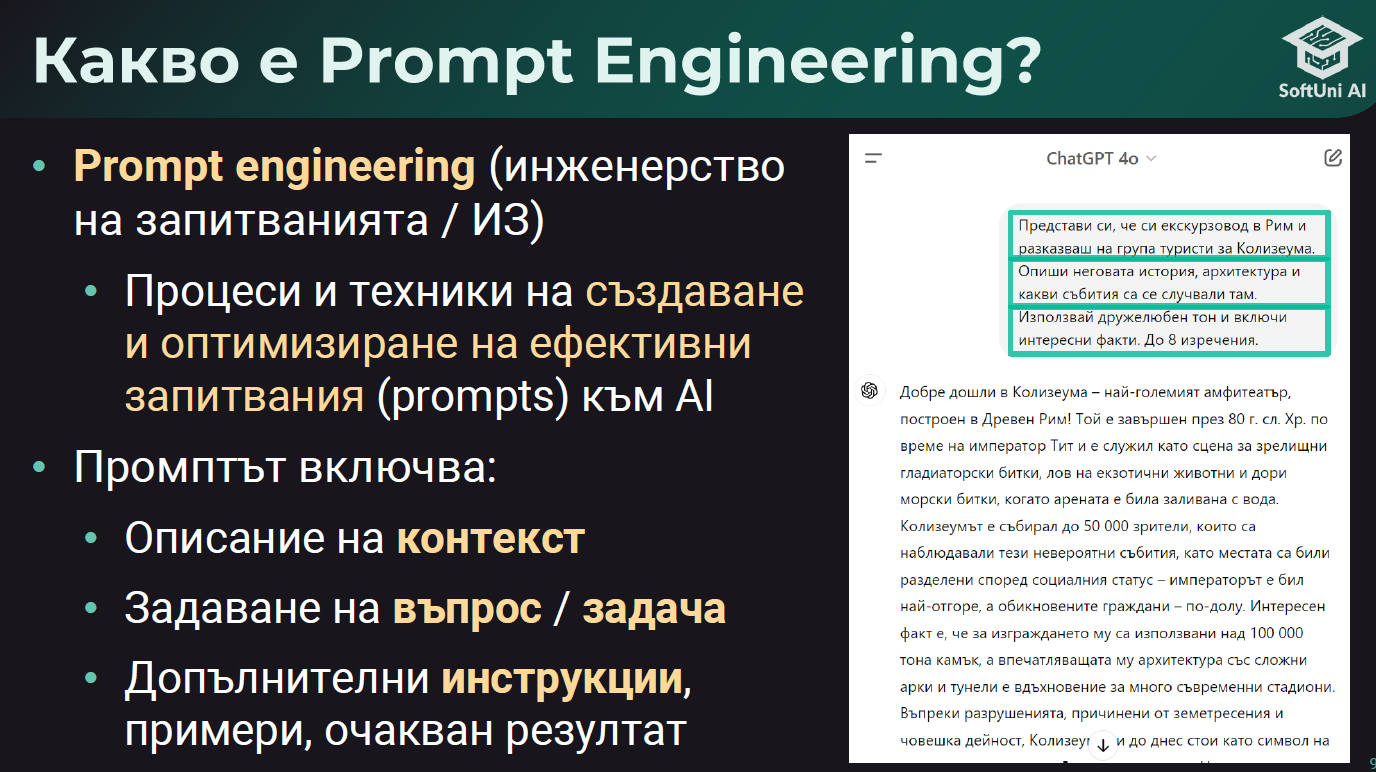 Какво е Prompt Engineering?
SoftUni AI
Prompt engineering (инженерство
на запитванията / ИЗ)
Процеси и техники на създаване
и оптимизиране на ефективни
запитвания (prompts) към AI
Промптът включва:
Описание на контекст
Задаване на въпрос / задача
Допълнителни инструкции,
примери, очакван резултат
ChatGPT 4o
Представи си, че си екскурзовод в Рим и
разказваш на група туристи за Колизеума.
Опиши неговата история, архитектура и
какви събития са се случвали там.
Използвай дружелюбен тон и включи
интересни факти. До 8 изречения.
Добре дошли в Колизеума – най-големият амфитеатър,
построен в Древен Рим! Той е завършен през 80 г. сл. Хр. по
време на император Тит и е служил като сцена за зрелищни
гладиаторски битки, лов на екзотични животни и дори
морски битки, когато арената е била заливана с вода.
Колизеумът е събирал до 50 000 зрители, които са
наблюдавали тези невероятни събития, като местата са били
разделени според социалния статус – императорът е бил
най-отгоре, а обикновените граждани – по-долу. Интересен
факт е, че за изграждането му са използвани над 100 000
тона камък, а впечатляващата му архитектура със сложни
арки и тунели е вдъхновение за много съвременни стадиони.
Въпреки разрушенията, причинени от земетресения и
човешка дейност, и до днес стои като символ на